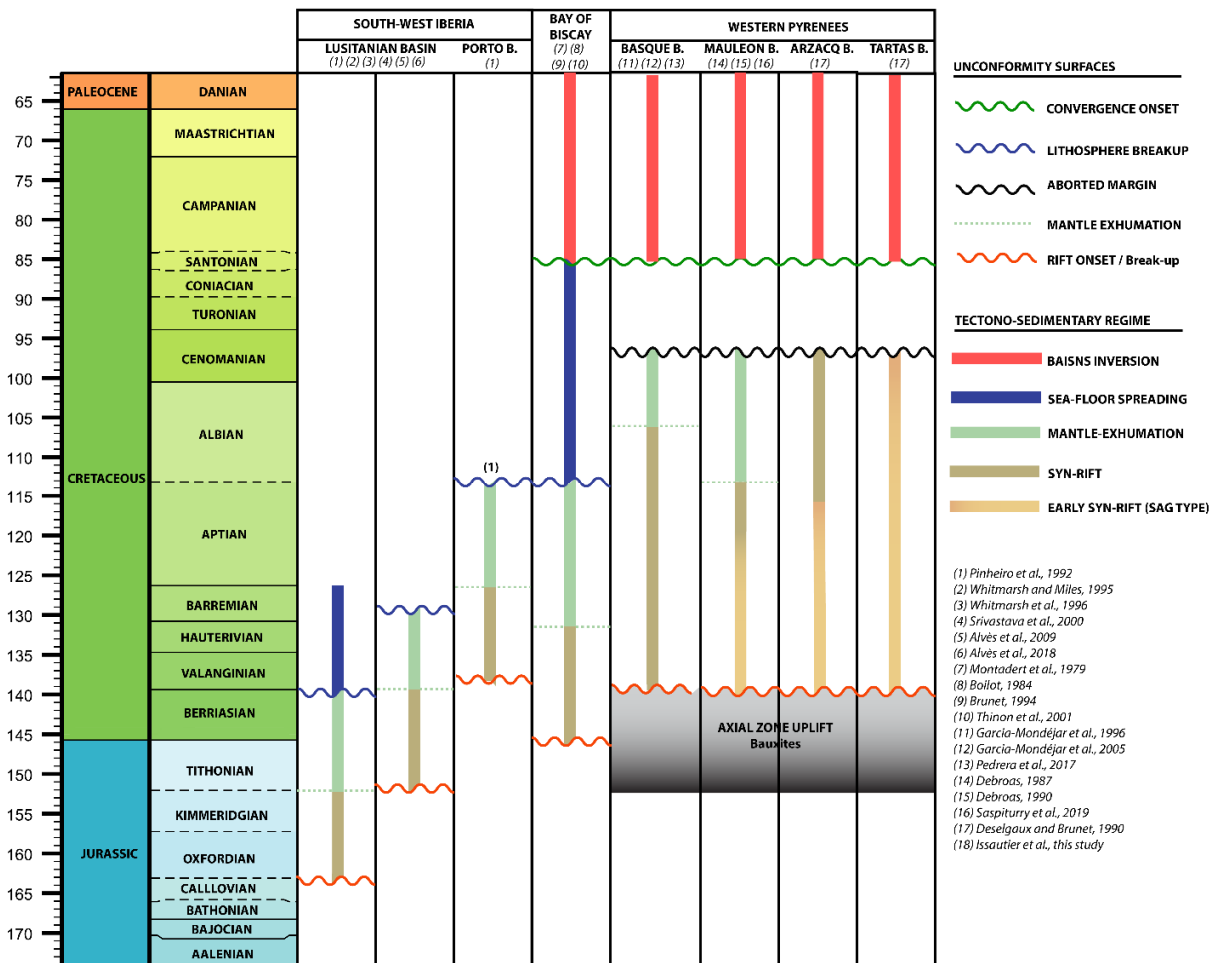 SOUTH-WEST IBERIA
BAY OF
BISCAY
(7) (8)
(9) (10)
WESTERN PYRENEES
LUSITANIAN BASIN
(1) (2) (3) (4) (5) (6)
PORTO B.
(1)
BASQUE B.
(11) (12) (13)
MAULEON B.
(14) (15) (16)
ARZACQ B.
(17)
TARTAS B.
(17)
65
70
75
80
85
90
95
100
105
110
115
120
125
130
135
140
145
150
155
160
165
170
PALEOCENE
CRETACEOUS
JURASSIC
DANIAN
MAASTRICHTIAN
CAMPANIAN
SANTONIAN
CONIACIAN
TURONIAN
CENOMANIAN
ALBIAN
APTIAN
BARREMIAN
HAUTERIVIAN
VALANGINIAN
BERRIASIAN
TITHONIAN
KIMMERIDGIAN
OXFORDIAN
CALLLOVIAN
BATHONIAN
BAJOCIAN
AALENIAN
(1)
AXIAL ZONE UPLIFT
Bauxites
UNCONFORMITY SURFACES
CONVERGENCE ONSET
LITHOSPHERE BREAKUP
ABORTED MARGIN
MANTLE EXHUMATION
RIFT ONSET / Break-up
TECTONO-SEDIMENTARY REGIME
BAISNS INVERSION
SEA-FLOOR SPREADING
MANTLE-EXHUMATION
SYN-RIFT
EARLY SYN-RIFT (SAG TYPE)
(1) Pinheiro et al., 1992
(2) Whitmarsh and Miles, 1995
(3) Whitmarsh et al., 1996
(4) Srivastava et al., 2000
(5) Alvès et al., 2009
(6) Alvès et al., 2018
(7) Montadert et al., 1979
(8) Boillot, 1984
(9) Brunet, 1994
(10) Thinon et al., 2001
(11) Garcia-Mondéjar et al., 1996
(12) Garcia-Mondéjar et al., 2005
(13) Pedrera et al., 2017
(14) Debroas, 1987
(15) Debroas, 1990
(16) Saspiturry et al., 2019
(17) Deselgaux and Brunet, 1990
(18) Issautier et al., this study